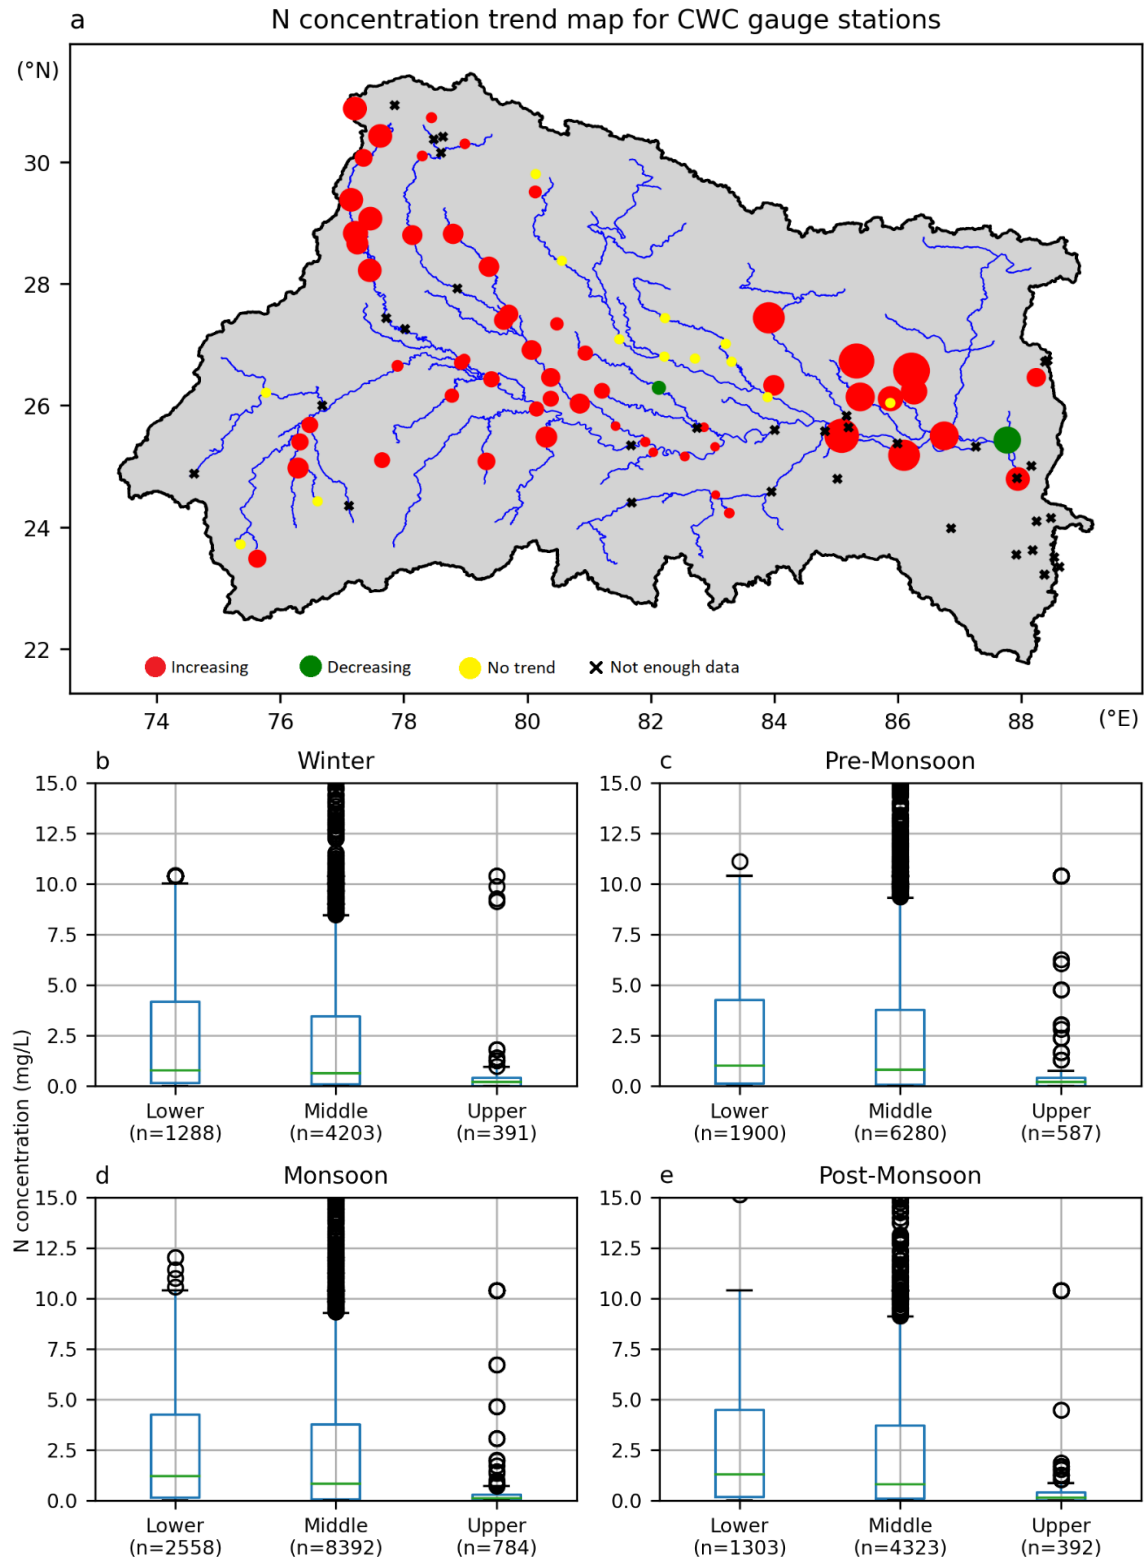 a N concentration trend map for CWC gauge stations
(°N)
30
28
26
24
22
Increasing Decreasing No trend Not enough data
74 76 78 80 82 84 86 88 (°E)
b Winter
15.0
12.5
10.0
7.5
5.0
2.5
0.0
Lower Middle Upper
(n=1288) (n=4203) (n=391)
c Pre-Monsoon
15.0
12.5
10.0
7.5
5.0
2.5
0.0
Lower Middle Upper
(n=1900) (n=6280) (n=587)
N concentration (mg/L)
d Monsoon
15.0
12.5
10.0
7.5
5.0
2.5
0.0
Lower Middle Upper
(n=2558) (n=8392) (n=784)
e Post-Monsoon
15.0
12.5
10.0
7.5
5.0
2.5
0.0
Lower Middle Upper
(n=1303) (n=4323) (n=392)